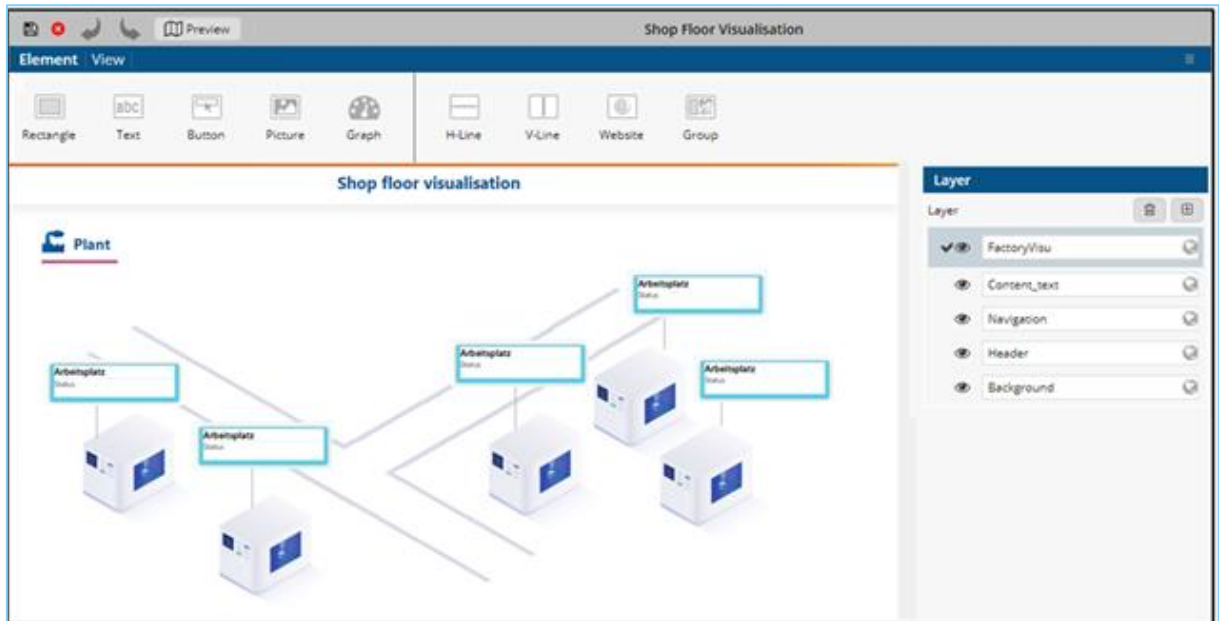 Preview
Shop Floor Visualisation
Element View
Rectangle Text Button Picture Graph H-Line V-Line Website Group
abc
Shop floor visualisation
Layer
Layer
Plant
FactoryVisu
Content_text
Navigation
Header
Background
Arbeitsplatz
Status
Arbeitsplatz
Status
Arbeitsplatz
Status
Arbeitsplatz
Status
Arbeitsplatz
Status